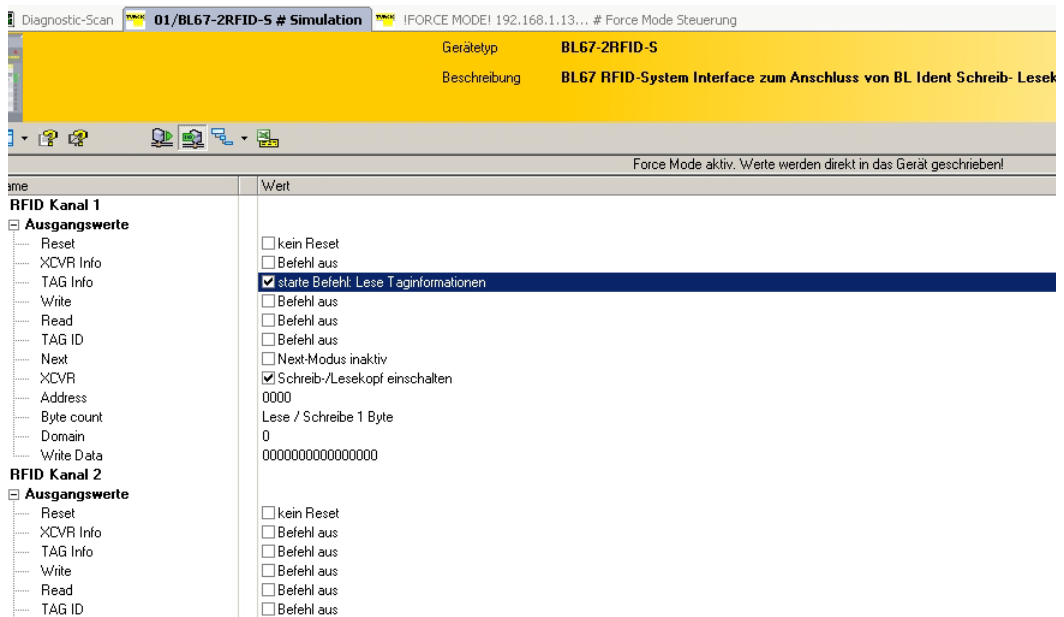 Diagnostic-Scan TURCK 01/BL67-2RFID-S # Simulation TURCK !FORCE MODE! 192.168.1.13... # Force Mode Steuerung
Gerätetyp BL67-2RFID-S
Beschreibung BL67 RFID-System Interface zum Anschluss von BL Ident Schreib- Lesek
Force Mode aktiv. Werte werden direkt in das Gerät geschrieben!
ame Wert
RFID Kanal 1
Ausgangswerte
Reset kein Reset
XCVR Info Befehl aus
TAG Info starte Befehl: Lese Taginformationen
Write Befehl aus
Read Befehl aus
TAG ID Befehl aus
Next Next-Modus inaktiv
XCVR Schreib-/Lesekopf einschalten
Address 0000
Byte count Lese / Schreibe 1 Byte
Domain 0
Write Data 0000000000000000
RFID Kanal 2
Ausgangswerte
Reset kein Reset
XCVR Info Befehl aus
TAG Info Befehl aus
Write Befehl aus
Read Befehl aus
TAG ID Befehl aus